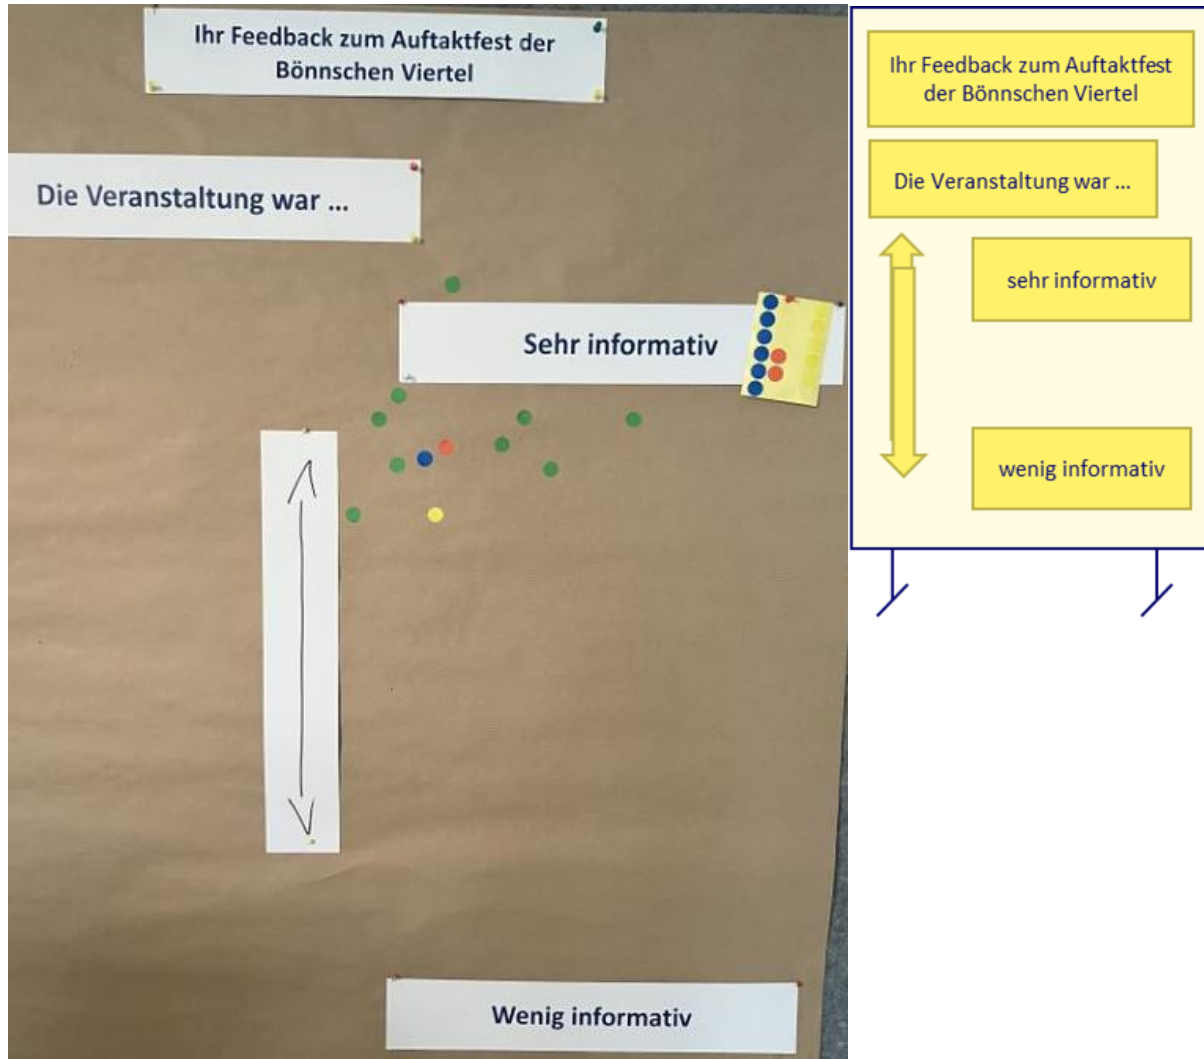 Ihr Feedback zum Auftaktfest der
Bönnschen Viertel
Die Veranstaltung war ...
Sehr informativ
Wenig informativ
Ihr Feedback zum Auftaktfest
der Bönnschen Viertel
Die Veranstaltung war ...
sehr informativ
wenig informativ